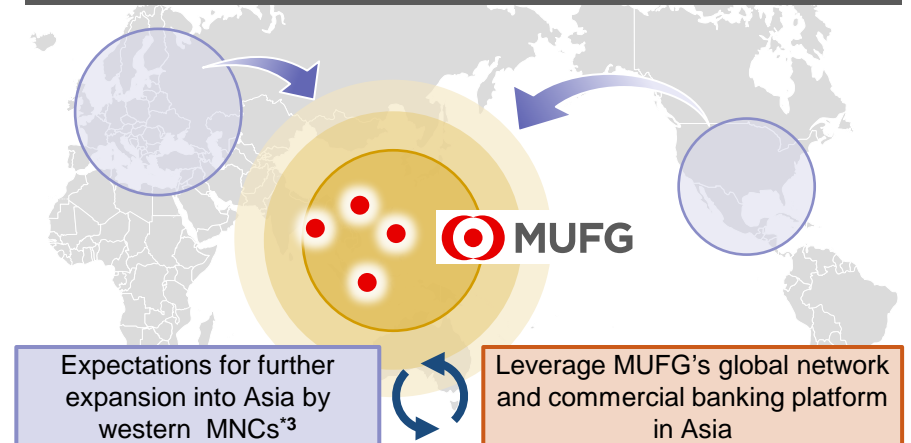 MUFG
Expectations for further
expansion into Asia by
western MNCs*3
Leverage MUFG's global network
and commercial banking platform
in Asia